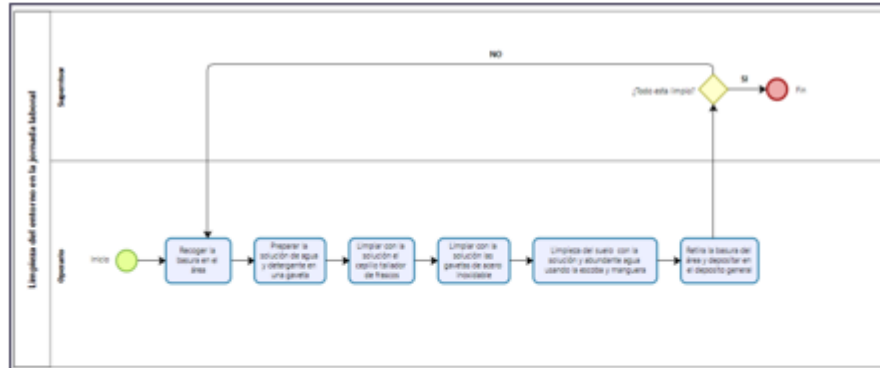 Limpieza del entorno en la jornada laboral
Supervisor
NO
¿Todo esta limpio?
SI
Fin
Operario
Inicio
Recoger la
basura en el
área
Preparar la
solución de agua
y detergente en
una gaveta
Limpiar con la
solución el
cepillo tallador
de frascos
Limpiar con la
solución las
gavetas de acero
inoxidable
Limpieza del suelo con la
solución y abundante agua
usando la escoba y manguera
Retira la basura del
área y depositar en
el deposito general